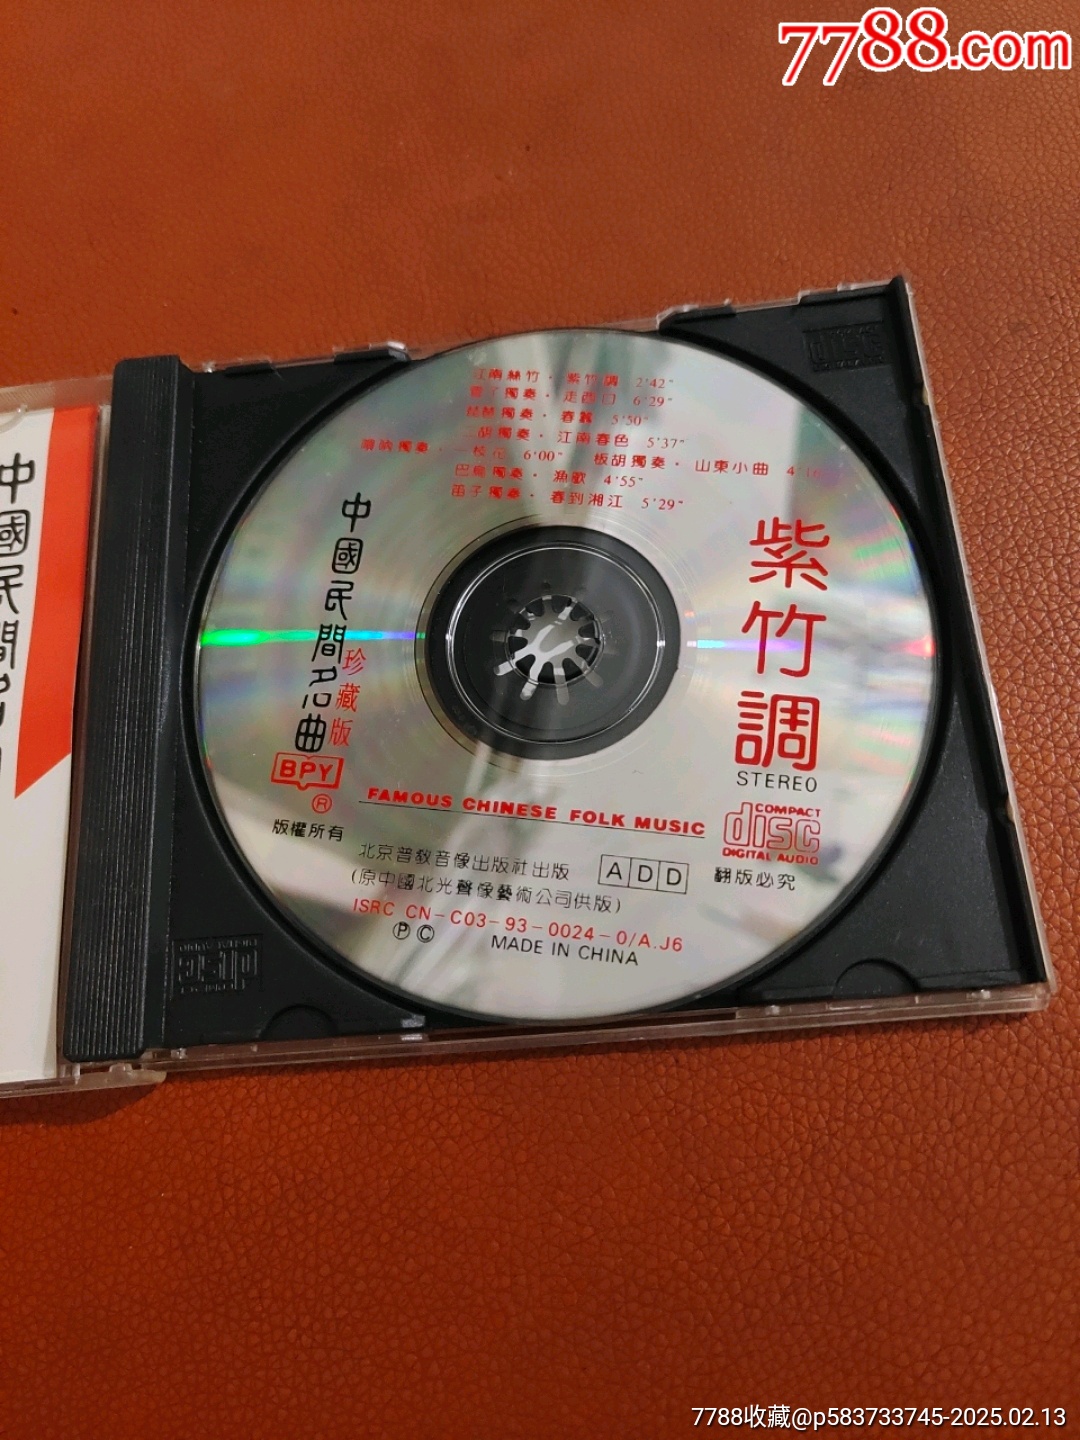 7788.com
江南絲竹・紫竹調 2'42"
獨奏・走西口 6'29"
琵琶獨奏・春蠶 5'50"
二胡獨奏・江南春色 5'37"
嗩吶獨奏・一枝花 6'00" 板胡獨奏・山東小曲
巴烏獨奏・漁歌 4'55"
笛子獨奏・春到湘江 5'29"
中國民間名曲
珍藏版
紫竹調
STEREO
BPY
®
版權所有
FAMOUS CHINESE FOLK MUSIC
COMPACT
disc
DIGITAL AUDIO
北京普教音像出版社出版
ADD
翻版必究
(原中國北光聲像藝術公司供版)
ISRC CN-C03-93-0024-0/A.J6
Ⓟ©
MADE IN CHINA
中國民間名曲
7788收藏@p583733745-2025.02.13